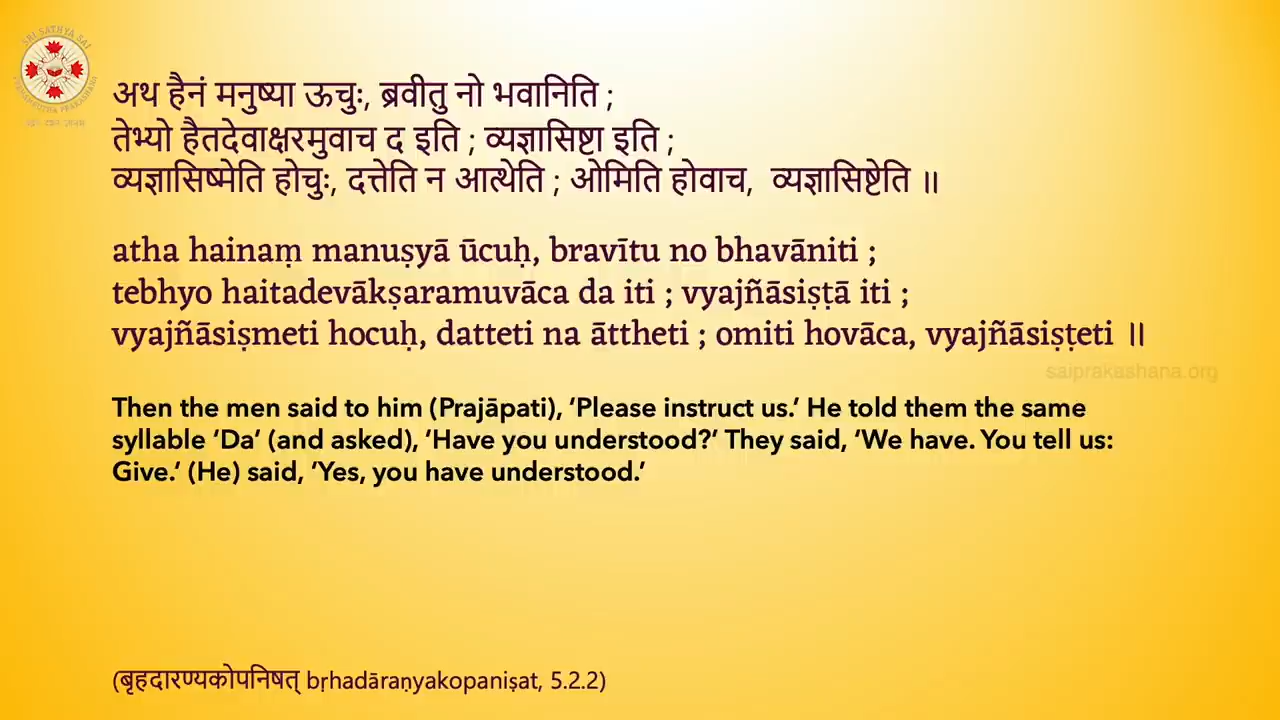 SRI SATHYA SAI
अथ हैनं मनुष्या ऊचुः, ब्रवीतु नो भवानिति ;
तेभ्यो हैतदेवाक्षरमुवाच द इति ; व्यज्ञासिष्टा इति ;
व्यज्ञासिष्मेति होचुः, दत्तेति न आत्थेति ; ओमिति होवाच, व्यज्ञासिष्टेति ॥
atha hainaṃ manuṣyā ūcuḥ, bravītu no bhavāniti ;
tebhyo haitadevākṣaramuvāca da iti ; vyajñāsiṣṭā iti ;
vyajñāsiṣmeti hocuḥ, datteti na āttheti ; omiti hovāca, vyajñāsiṣṭeti ॥
saiprakashana.org
Then the men said to him (Prajāpati), ‘Please instruct us.’ He told them the same
syllable ‘Da’ (and asked), ‘Have you understood?’ They said, ‘We have. You tell us:
Give.’ (He) said, ‘Yes, you have understood.’
(बृहदारण्यकोपनिषत् bṛhadāraṇyakopaniṣat, 5.2.2)